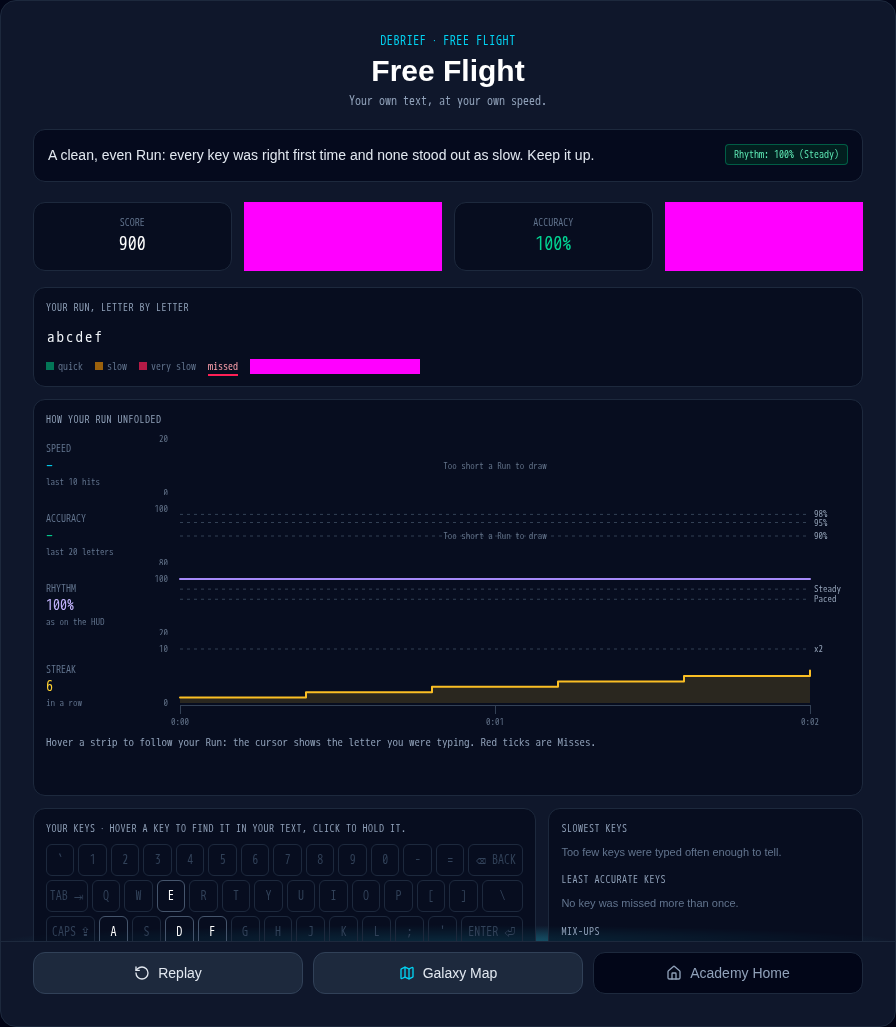 DEBRIEF · FREE FLIGHT
Free Flight
Your own text, at your own speed.
A clean, even Run: every key was right first time and none stood out as slow. Keep it up.
Rhythm: 100% (Steady)
SCORE
900
ACCURACY
100%
YOUR RUN, LETTER BY LETTER
abcdef
quick slow very slow missed
HOW YOUR RUN UNFOLDED
SPEED
–
last 10 hits
20
Too short a Run to draw
0
ACCURACY
–
last 20 letters
100
98%
95%
Too short a Run to draw
90%
80
RHYTHM
100%
as on the HUD
100
Steady
Paced
20
STREAK
6
in a row
10
x2
0
0:00 0:01 0:02
Hover a strip to follow your Run: the cursor shows the letter you were typing. Red ticks are Misses.
YOUR KEYS · HOVER A KEY TO FIND IT IN YOUR TEXT, CLICK TO HOLD IT.
` 1 2 3 4 5 6 7 8 9 0 - = ⌫ BACK
TAB ⇥ Q W E R T Y U I O P [ ] \
CAPS ⇪ A S D F G H J K L ; ' ENTER ⏎
SLOWEST KEYS
Too few keys were typed often enough to tell.
LEAST ACCURATE KEYS
No key was missed more than once.
MIX-UPS
Replay
Galaxy Map
Academy Home